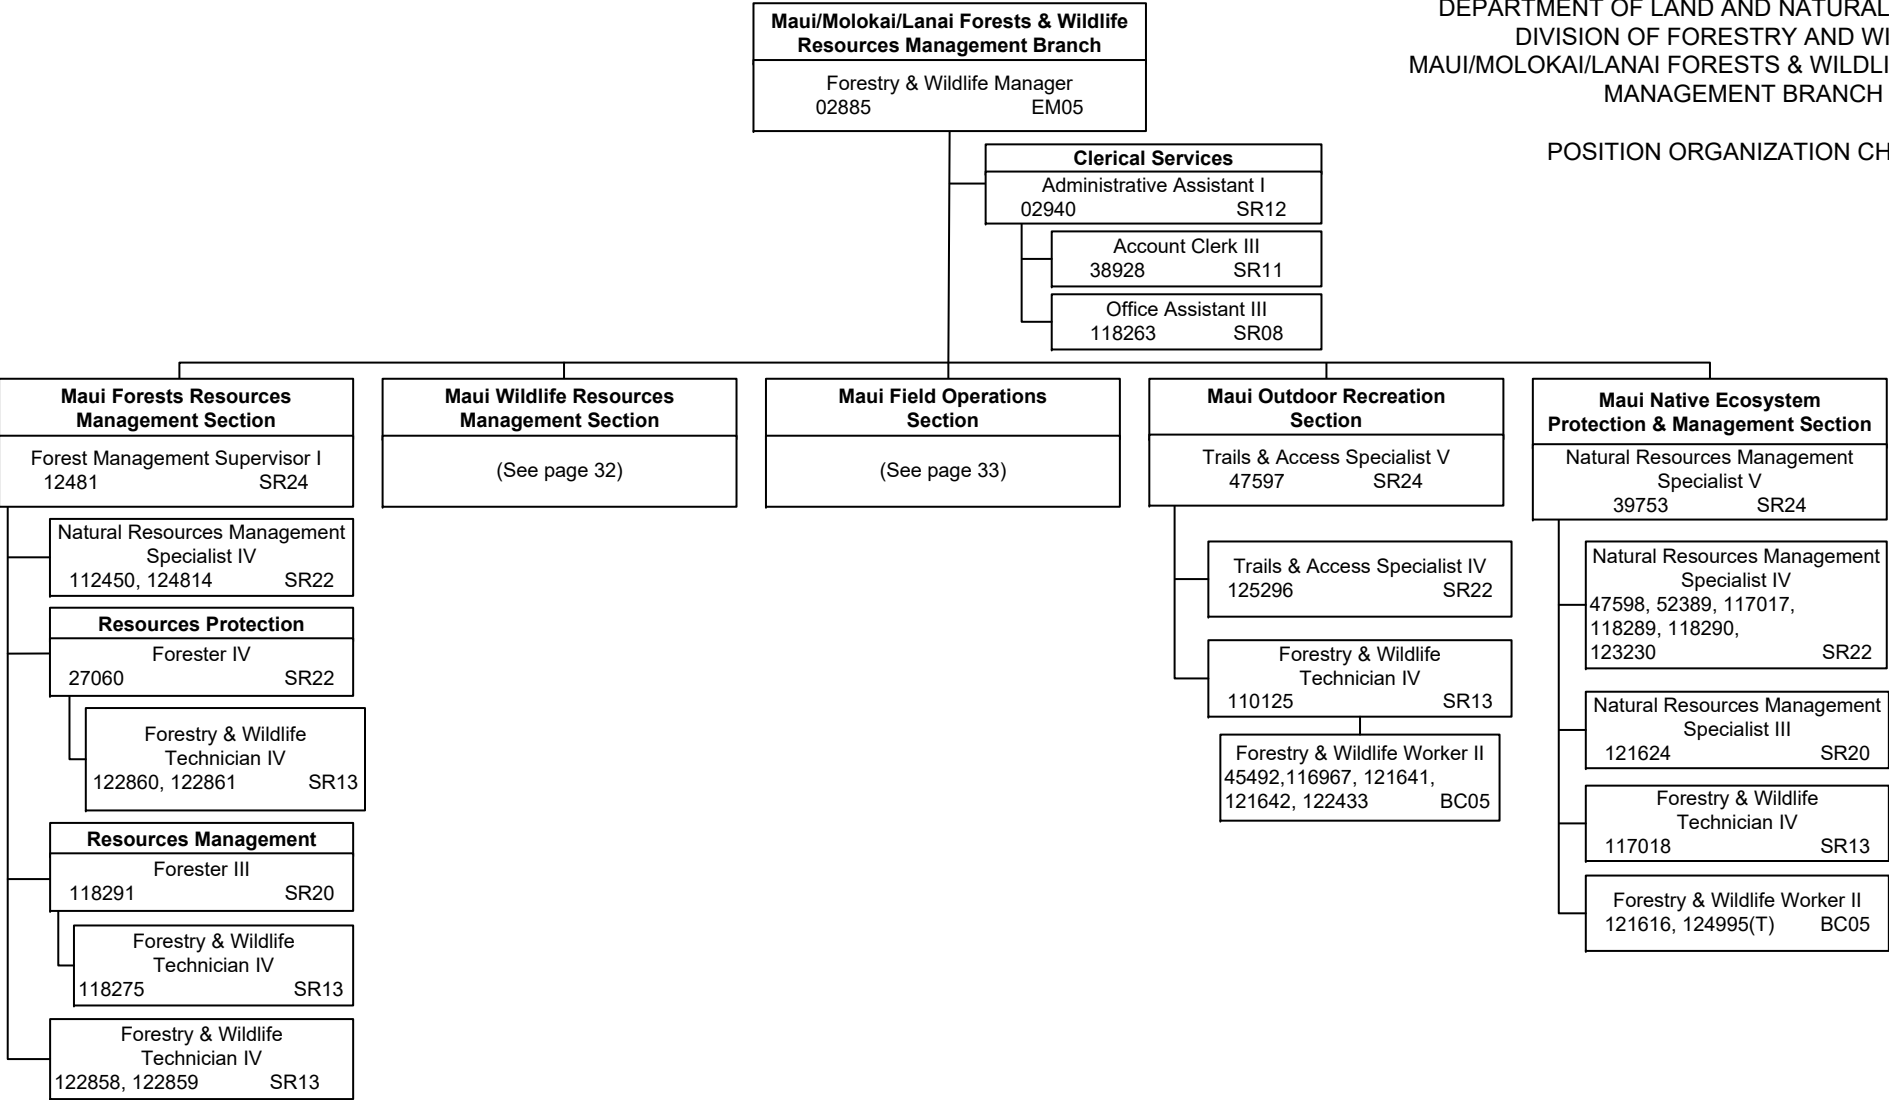 Maui/Molokai/Lanai Forests & Wildlife
Resources Management Branch
Forestry & Wildlife Manager
02885 EM05
DEPARTMENT OF LAND AND NATURAL
DIVISION OF FORESTRY AND WI
MAUI/MOLOKAI/LANAI FORESTS & WILDLI
MANAGEMENT BRANCH
POSITION ORGANIZATION CH
Clerical Services
Administrative Assistant I
02940 SR12
Account Clerk III
38928 SR11
Office Assistant III
118263 SR08
Maui Forests Resources
Management Section
Forest Management Supervisor I
12481 SR24
Natural Resources Management
Specialist IV
112450, 124814 SR22
Resources Protection
Forester IV
27060 SR22
Forestry & Wildlife
Technician IV
122860, 122861 SR13
Resources Management
Forester III
118291 SR20
Forestry & Wildlife
Technician IV
118275 SR13
Forestry & Wildlife
Technician IV
122858, 122859 SR13
Maui Wildlife Resources
Management Section
(See page 32)
Maui Field Operations
Section
(See page 33)
Maui Outdoor Recreation
Section
Trails & Access Specialist V
47597 SR24
Trails & Access Specialist IV
125296 SR22
Forestry & Wildlife
Technician IV
110125 SR13
Forestry & Wildlife Worker II
45492,116967, 121641,
121642, 122433 BC05
Maui Native Ecosystem
Protection & Management Section
Natural Resources Management
Specialist V
39753 SR24
Natural Resources Management
Specialist IV
47598, 52389, 117017,
118289, 118290,
123230 SR22
Natural Resources Management
Specialist III
121624 SR20
Forestry & Wildlife
Technician IV
117018 SR13
Forestry & Wildlife Worker II
121616, 124995(T) BC05